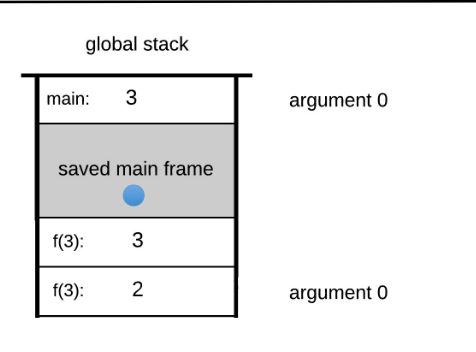 global stack
main: 3 argument 0
saved main frame
f(3): 3
f(3): 2 argument 0